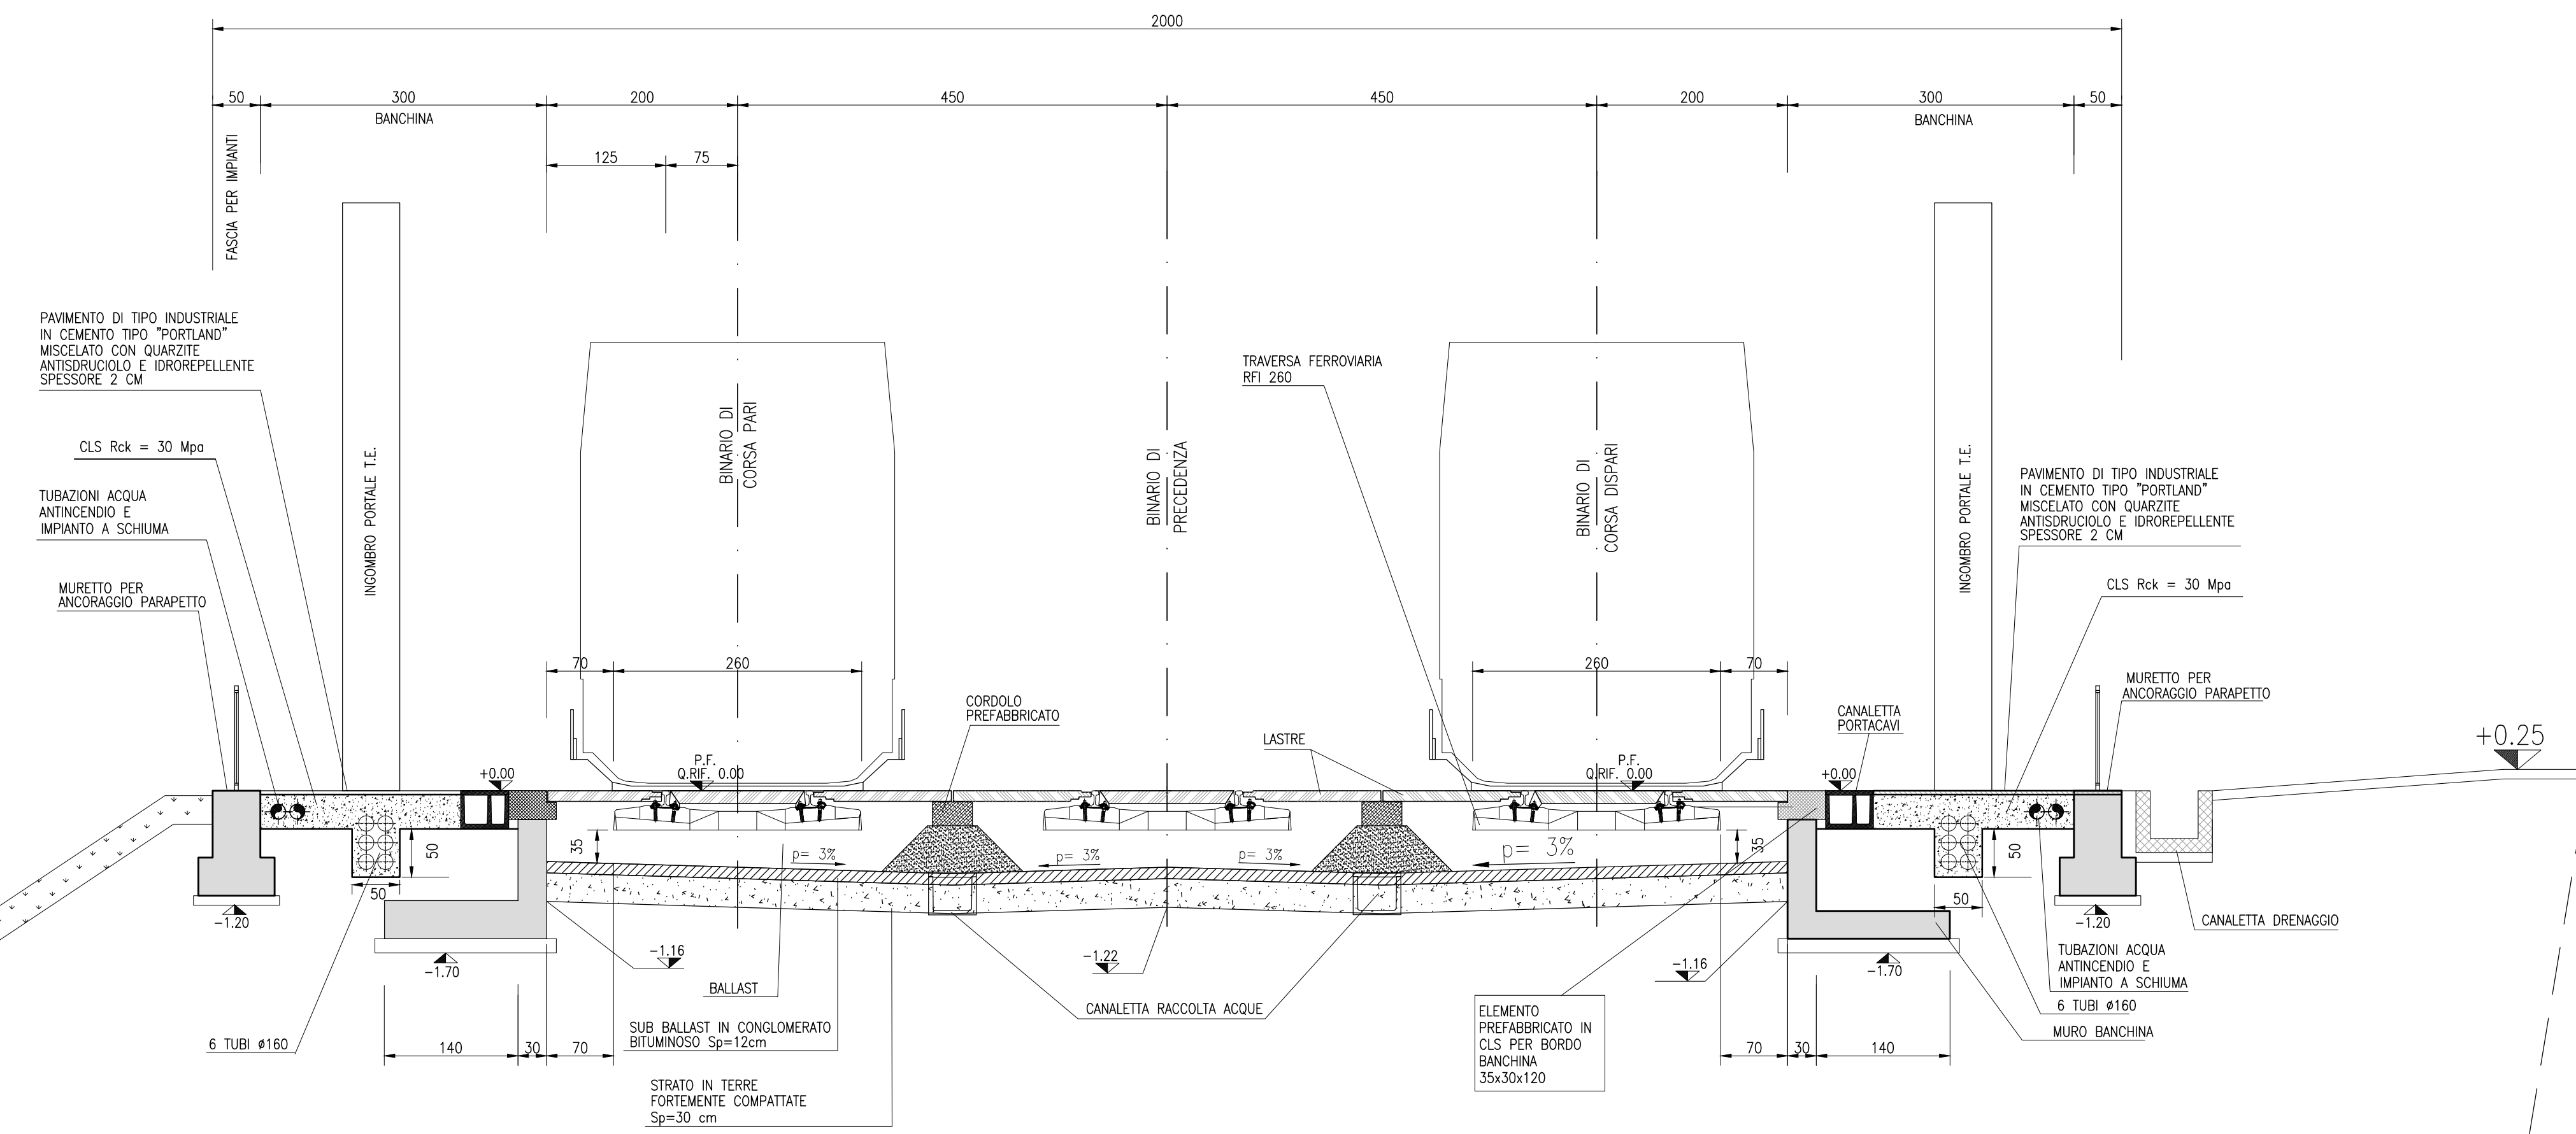 2000
50
300
200
450
450
200
300
50
BANCHINA
BANCHINA
FASCIA PER IMPIANTI
125
75
PAVIMENTO DI TIPO INDUSTRIALE
IN CEMENTO TIPO "PORTLAND"
MISCELATO CON QUARZITE
ANTISDRUCIOLO E IDROREPELLENTE
SPESSORE 2 CM
CLS Rck = 30 Mpa
TUBAZIONI ACQUA
ANTINCENDIO E
IMPIANTO A SCHIUMA
MURETTO PER
ANCORAGGIO PARAPETTO
INGOMBRO PORTALE T.E.
BINARIO DI
CORSA PARI
BINARIO DI
PRECEDENZA
TRAVERSA FERROVIARIA
RFI 260
BINARIO DI
CORSA DISPARI
INGOMBRO PORTALE T.E.
PAVIMENTO DI TIPO INDUSTRIALE
IN CEMENTO TIPO "PORTLAND"
MISCELATO CON QUARZITE
ANTISDRUCIOLO E IDROREPELLENTE
SPESSORE 2 CM
CLS Rck = 30 Mpa
MURETTO PER
ANCORAGGIO PARAPETTO
70
260
260
70
CORDOLO
PREFABBRICATO
LASTRE
CANALETTA
PORTACAVI
+0.25
+0.00
P.F.
Q.RIF. 0.00
P.F.
Q.RIF. 0.00
+0.00
50
50
35
p= 3%
p= 3%
p= 3%
p= 3%
35
50
50
-1.20
-1.70
-1.16
-1.22
-1.16
-1.70
-1.20
CANALETTA DRENAGGIO
TUBAZIONI ACQUA
ANTINCENDIO E
IMPIANTO A SCHIUMA
6 TUBI ø160
MURO BANCHINA
BALLAST
CANALETTA RACCOLTA ACQUE
ELEMENTO
PREFABBRICATO IN
CLS PER BORDO
BANCHINA
35x30x120
SUB BALLAST IN CONGLOMERATO
BITUMINOSO Sp=12cm
6 TUBI ø160
140
30
70
70
30
140
STRATO IN TERRE
FORTEMENTE COMPATTATE
Sp=30 cm